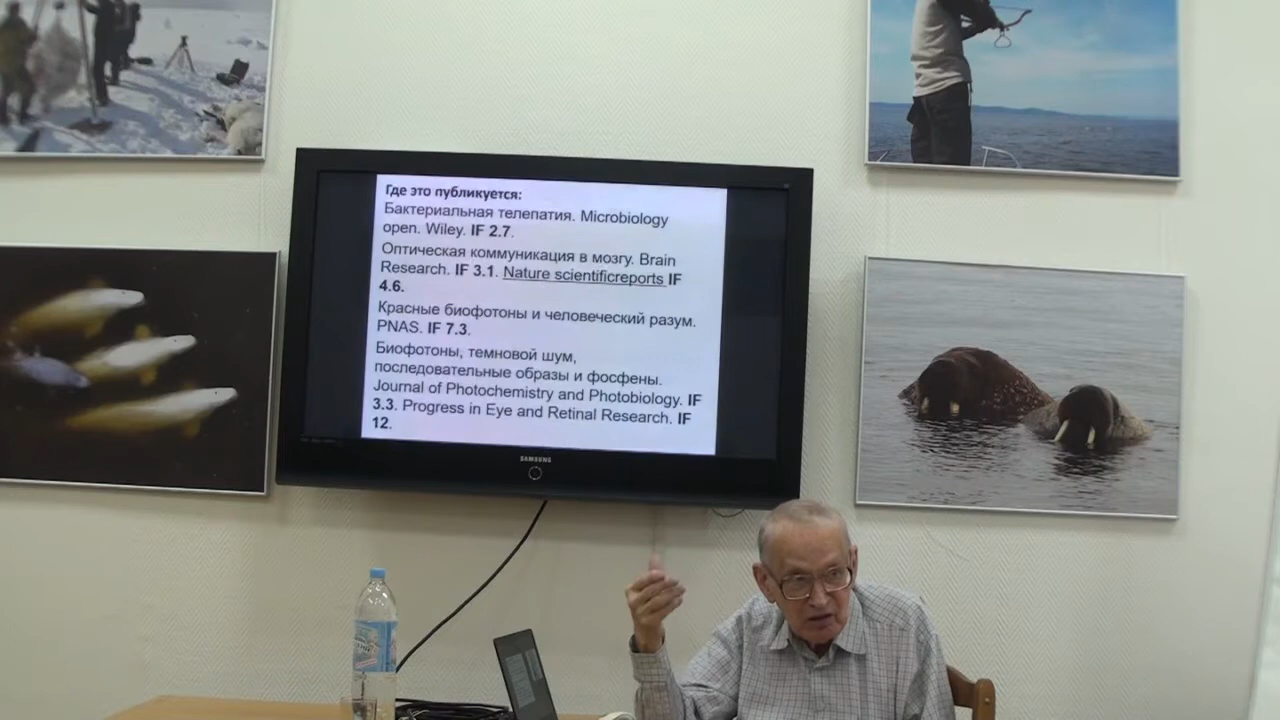 Где это публикуется:
Бактериальная телепатия. Microbiology
open. Wiley. IF 2.7.
Оптическая коммуникация в мозгу. Brain
Research. IF 3.1. Nature scientificreports IF
4.6.
Красные биофотоны и человеческий разум.
PNAS. IF 7.3.
Биофотоны, темновой шум,
последовательные образы и фосфены.
Journal of Photochemistry and Photobiology. IF
3.3. Progress in Eye and Retinal Research. IF
12.
SAMSUNG